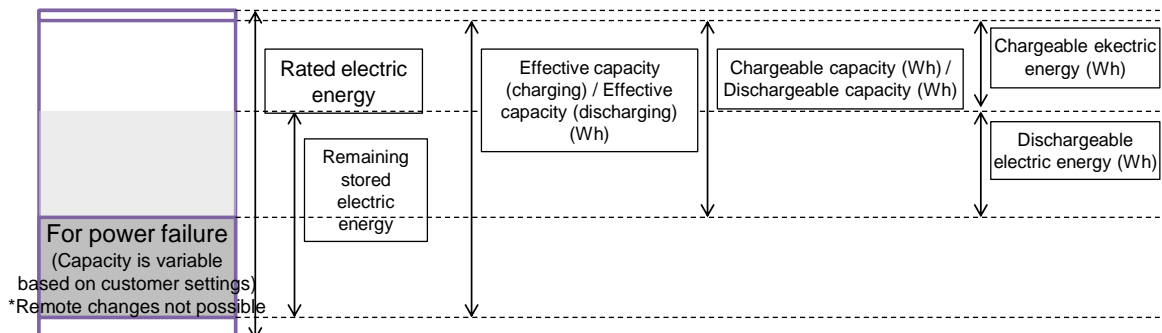 Rated electric
energy
Remaining
stored
electric
energy
Effective capacity
(charging) / Effective
capacity (discharging)
(Wh)
Chargeable capacity (Wh) /
Dischargeable capacity (Wh)
Chargeable ekectric
energy (Wh)
Dischargeable
electric energy (Wh)
For power failure
(Capacity is variable
based on customer settings)
*Remote changes not possible